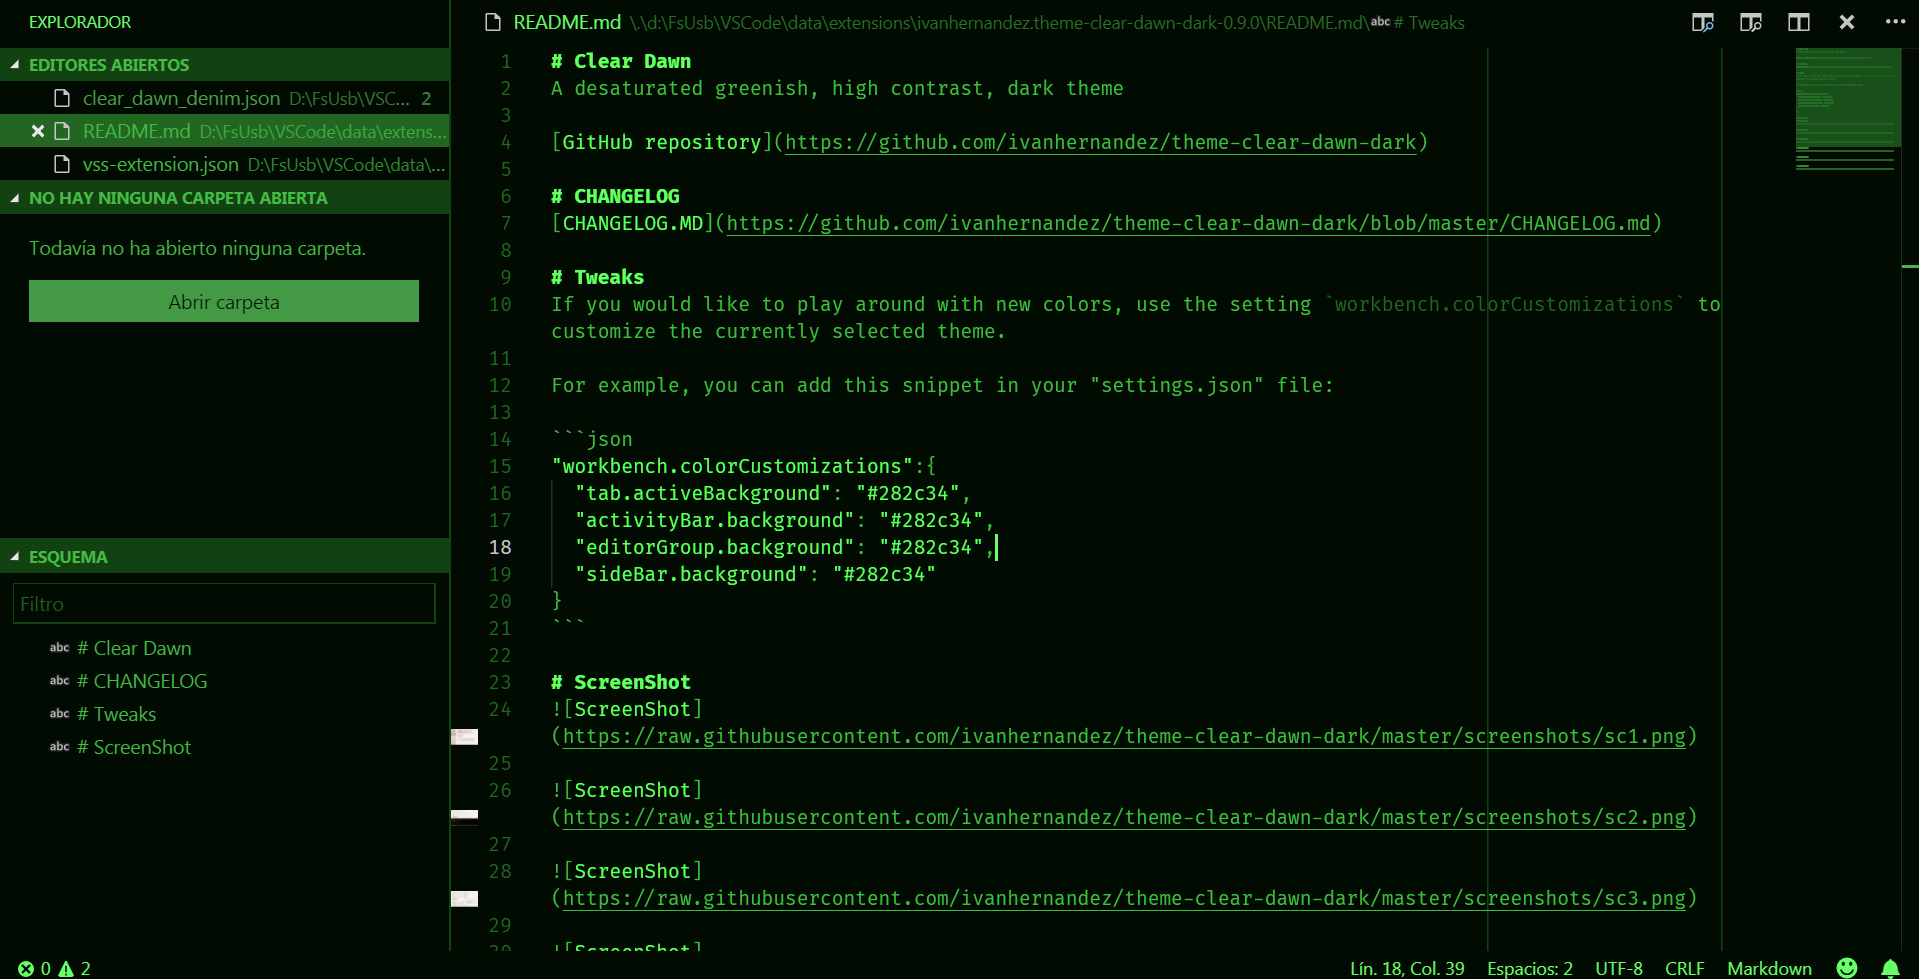 EXPLORADOR
EDITORES ABIERTOS
clear_dawn_denim.json D:\FsUsb\VSC... 2
README.md D:\FsUsb\VSCode\data\extens...
vss-extension.json D:\FsUsb\VSCode\data\...
NO HAY NINGUNA CARPETA ABIERTA
Todavía no ha abierto ninguna carpeta.
Abrir carpeta
ESQUEMA
Filtro
abc # Clear Dawn
abc # CHANGELOG
abc # Tweaks
abc # ScreenShot
README.md \.\d:\FsUsb\VSCode\data\extensions\ivanhernandez.theme-clear-dawn-dark-0.9.0\README.md\abc # Tweaks
1 # Clear Dawn
2 A desaturated greenish, high contrast, dark theme
3
4 [GitHub repository](https://github.com/ivanhernandez/theme-clear-dawn-dark)
5
6 # CHANGELOG
7 [CHANGELOG.MD](https://github.com/ivanhernandez/theme-clear-dawn-dark/blob/master/CHANGELOG.md)
8
9 # Tweaks
10 If you would like to play around with new colors, use the setting `workbench.colorCustomizations` to
customize the currently selected theme.
11
12 For example, you can add this snippet in your "settings.json" file:
13
14 ```json
15 "workbench.colorCustomizations":{
16 "tab.activeBackground": "#282c34",
17 "activityBar.background": "#282c34",
18 "editorGroup.background": "#282c34",
19 "sideBar.background": "#282c34"
20 }
21 ```
22
23 # ScreenShot
24 ![ScreenShot]
(https://raw.githubusercontent.com/ivanhernandez/theme-clear-dawn-dark/master/screenshots/sc1.png)
25
26 ![ScreenShot]
(https://raw.githubusercontent.com/ivanhernandez/theme-clear-dawn-dark/master/screenshots/sc2.png)
27
28 ![ScreenShot]
(https://raw.githubusercontent.com/ivanhernandez/theme-clear-dawn-dark/master/screenshots/sc3.png)
29
30 ![ScreenShot]
0 2
Lín. 18, Col. 39 Espacios: 2 UTF-8 CRLF Markdown